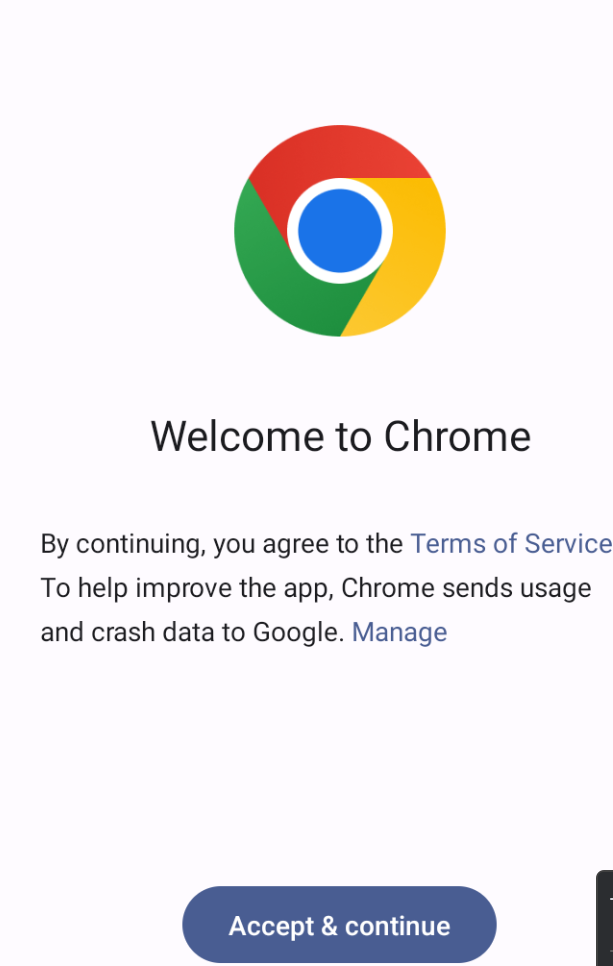 Welcome to Chrome
By continuing, you agree to the Terms of Service
To help improve the app, Chrome sends usage
and crash data to Google. Manage
Accept & continue